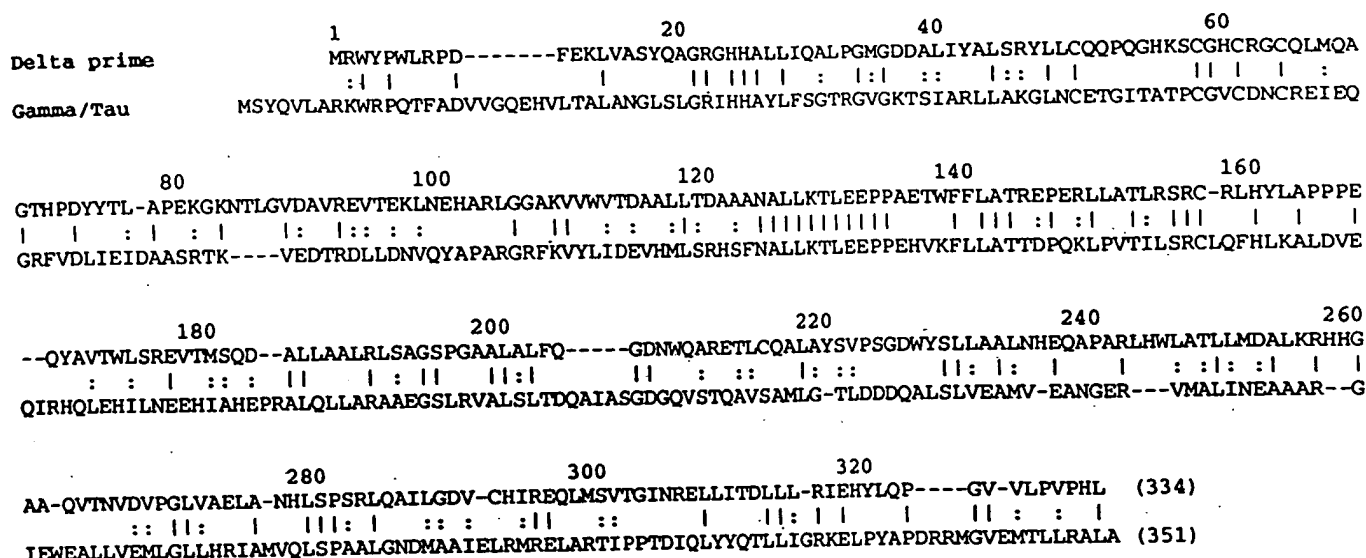 1 20 40 60
Delta prime MRWYPWLRPD-------FEKLVASYQAGRGHHALLIQALPGMGDDALIYALSRYLLCQQPQGHKSCGHCRGCQLMQA
Gamma/Tau MSYQVLARKWRPQTFADVVGQEHVLTALANGLSLGRIHHAYLFSGTRGVGKTSIARLLAKGLNCETGITATPCGVCDNCREIEQ
80 100 120 140 160
GTHPDYYTL-APEKGKNTLGVDAVREVTEKLNEHARLGGAKVVWVTDAALLTDAAANALLKTLEEPPAETWFFLATREPERLLATLRSRC-RLHYLAPPPE
GRFVDLIEIDAASRTK----VEDTRDLLDNVQYAPARGRFKVYLIDEVHMLSRHSFNALLKTLEEPPEHVKFLLATTDPQKLPVTILSRCLQFHLKALDVE
180 200 220 240 260
--QYAVTWLSREVTMSQD--ALLAALRLSAGSPGAALALFQ-----GDNWQARETLCQALAYSVPSGDWYSLLAALNHEQAPARLHWLATLLMDALKRHHG
QIRHQLEHILNEEHIAHEPRALQLLARAAEGSLRVALSLTDQAIASGDGQVSTQAVSAMLG-TLDDDQALSLVEAMV-EANGER---VMALINEAAAR--G
280 300 320
AA-QVTNVDVPGLVAELA-NHLSPSRLQAILGDV-CHIREQLMSVTGINRELLITDLLL-RIEHYLQP----GV-VLPVPHL (334)
IEWEALLVEMLGLLHRIAMVQLSPAALGNDMAAIELRMRELARTIPPTDIQLYYQTLLIGRKELPYAPDRRMGVEMTLLRALA (351)